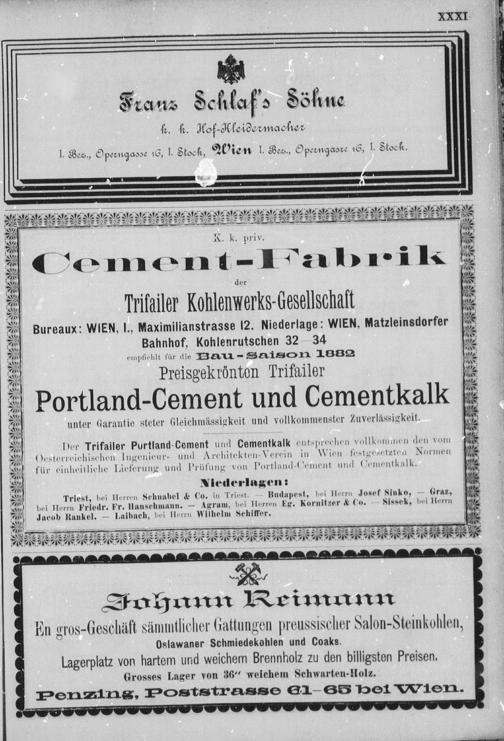 XXXI
Franz Schlaf's Söhne
k. k. Hof-Kleidermacher
I. Bez., Operngasse 16, I. Stock, Wien I. Bez., Operngasse 16, I. Stock.
K. k. priv.
Cement-Fabrik
der
Trifailer Kohlenwerks-Gesellschaft
Bureaux: WIEN, I., Maximilianstrasse 12. Niederlage: WIEN, Matzleinsdorfer
Bahnhof, Kohlenrutschen 32—34
empfiehlt für die Bau-Saison 1882
Preisgekrönten Trifailer
Portland-Cement und Cementkalk
unter Garantie steter Gleichmässigkeit und vollkommenster Zuverlässigkeit.
Der Trifailer Purtland-Cement und Cementkalk entsprechen vollkommen den vom
Oesterreichischen Ingenieur- und Architekten-Verein in Wien festgesetzten Normen
für einheitliche Lieferung und Prüfung von Portland-Cement und Cementkalk.
Niederlagen:
Triest, bei Herren Schnabel & Co. in Triest. — Budapest, bei Herrn Josef Sinko, — Graz,
bei Herrn Friedr. Fr. Hanschmann. — Agram, bei Herren Eg. Kornitzer & Co. — Sissek, bei Herrn
Jacob Rankel. — Laibach, bei Herrn Wilhelm Schiffer.
Johann Reimann
En gros-Geschäft sämmtlicher Gattungen preussischer Salon-Steinkohlen,
Oslawaner Schmiedekohlen und Coaks.
Lagerplatz von hartem und weichem Brennholz zu den billigsten Preisen.
Grosses Lager von 36" weichem Schwarten-Holz.
Penzing, Poststrasse 61—65 bei Wien.